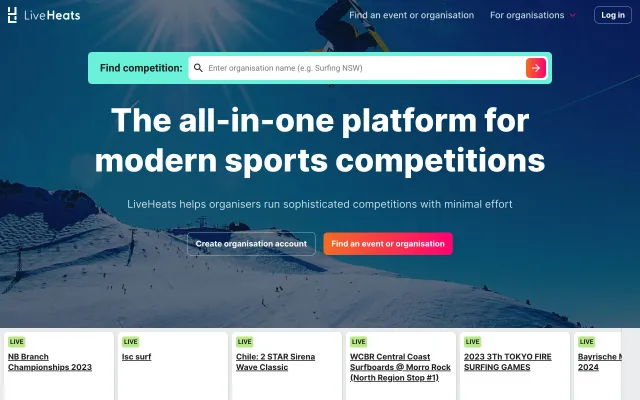 LiveHeats
Find an event or organisation
For organisations
Log in
Find competition:
Enter organisation name (e.g. Surfing NSW)
The all-in-one platform for
modern sports competitions
LiveHeats helps organisers run sophisticated competitions with minimal effort
Create organisation account
Find an event or organisation
LIVE
NB Branch
Championships 2023
LIVE
lsc surf
LIVE
Chile: 2 STAR Sirena
Wave Classic
LIVE
WCBR Central Coast
Surfboards @ Morro Rock
(North Region Stop #1)
LIVE
2023 3Th TOKYO FIRE
SURFING GAMES
LIVE
Bayrische M
2024